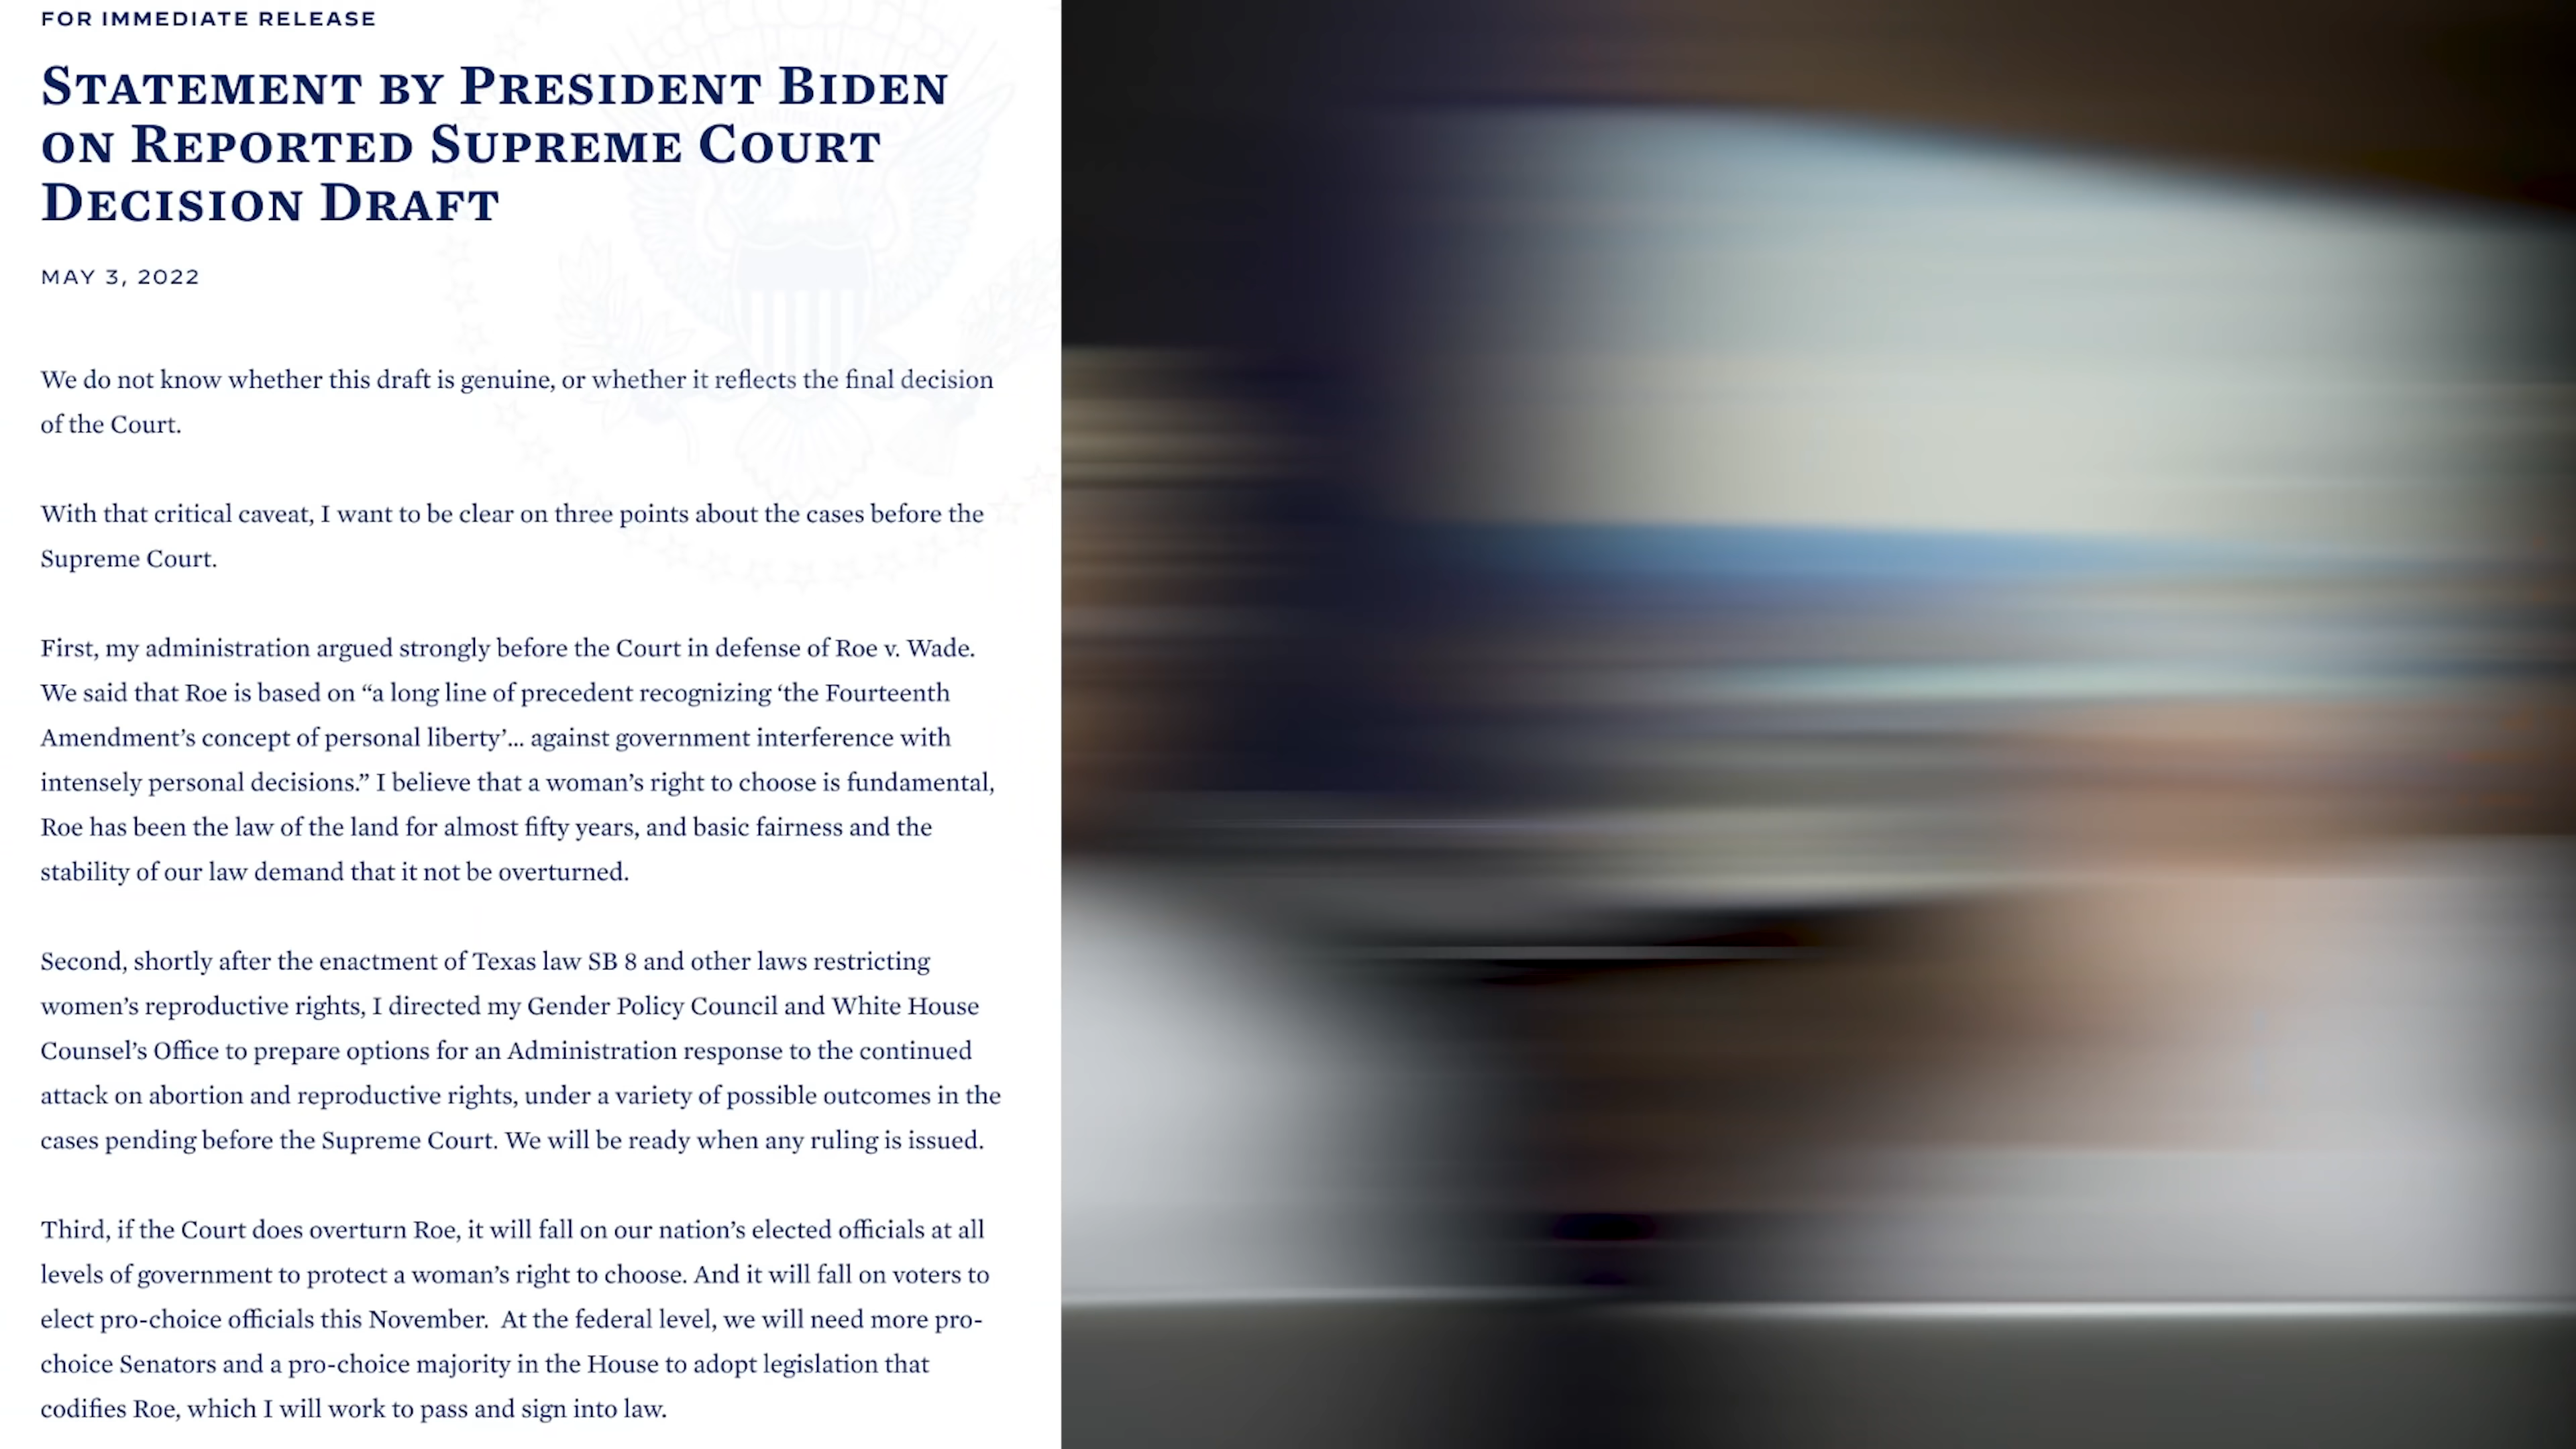 FOR IMMEDIATE RELEASE
STATEMENT BY PRESIDENT BIDEN
ON REPORTED SUPREME COURT
DECISION DRAFT
MAY 3, 2022
We do not know whether this draft is genuine, or whether it reflects the final decision
of the Court.
With that critical caveat, I want to be clear on three points about the cases before the
Supreme Court.
First, my administration argued strongly before the Court in defense of Roe v. Wade.
We said that Roe is based on “a long line of precedent recognizing ‘the Fourteenth
Amendment’s concept of personal liberty’... against government interference with
intensely personal decisions.” I believe that a woman’s right to choose is fundamental,
Roe has been the law of the land for almost fifty years, and basic fairness and the
stability of our law demand that it not be overturned.
Second, shortly after the enactment of Texas law SB 8 and other laws restricting
women’s reproductive rights, I directed my Gender Policy Council and White House
Counsel’s Office to prepare options for an Administration response to the continued
attack on abortion and reproductive rights, under a variety of possible outcomes in the
cases pending before the Supreme Court. We will be ready when any ruling is issued.
Third, if the Court does overturn Roe, it will fall on our nation’s elected officials at all
levels of government to protect a woman’s right to choose. And it will fall on voters to
elect pro-choice officials this November.  At the federal level, we will need more pro-
choice Senators and a pro-choice majority in the House to adopt legislation that
codifies Roe, which I will work to pass and sign into law.